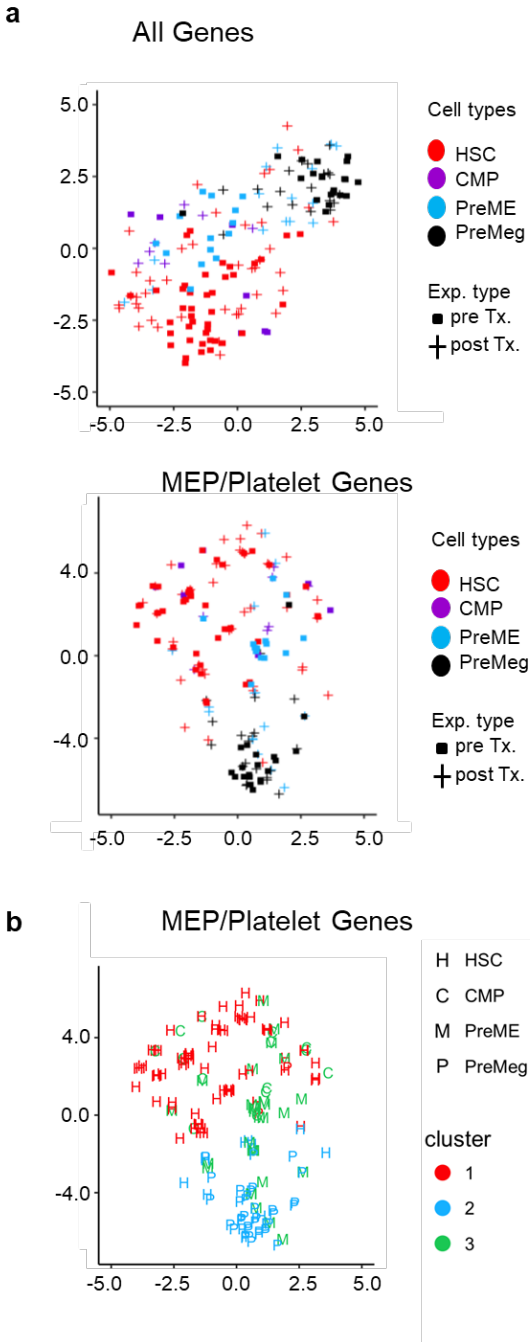 a
All Genes
5.0
2.5
0.0
-2.5
-5.0
-5.0 -2.5 0.0 2.5 5.0
Cell types
HSC
CMP
PreME
PreMeg
Exp. type
pre Tx.
post Tx.
MEP/Platelet Genes
4.0
0.0
-4.0
-5.0 -2.5 0.0 2.5 5.0
Cell types
HSC
CMP
PreME
PreMeg
Exp. type
pre Tx.
post Tx.
b
MEP/Platelet Genes
4.0
0.0
-4.0
-5.0 -2.5 0.0 2.5 5.0
H HSC
C CMP
M PreME
P PreMeg
cluster
1
2
3